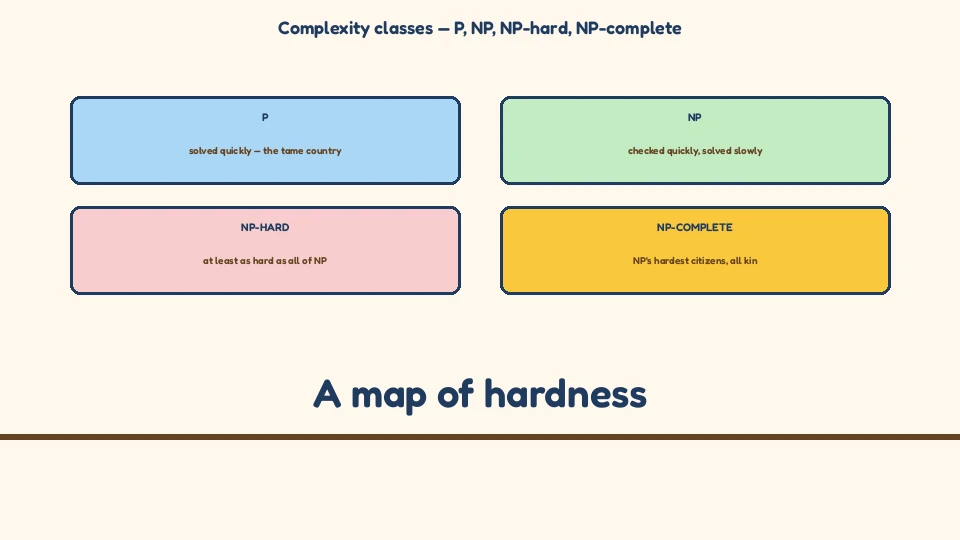 Complexity classes — P, NP, NP-hard, NP-complete
P
solved quickly — the tame country
NP
checked quickly, solved slowly
NP-HARD
at least as hard as all of NP
NP-COMPLETE
NP's hardest citizens, all kin
A map of hardness